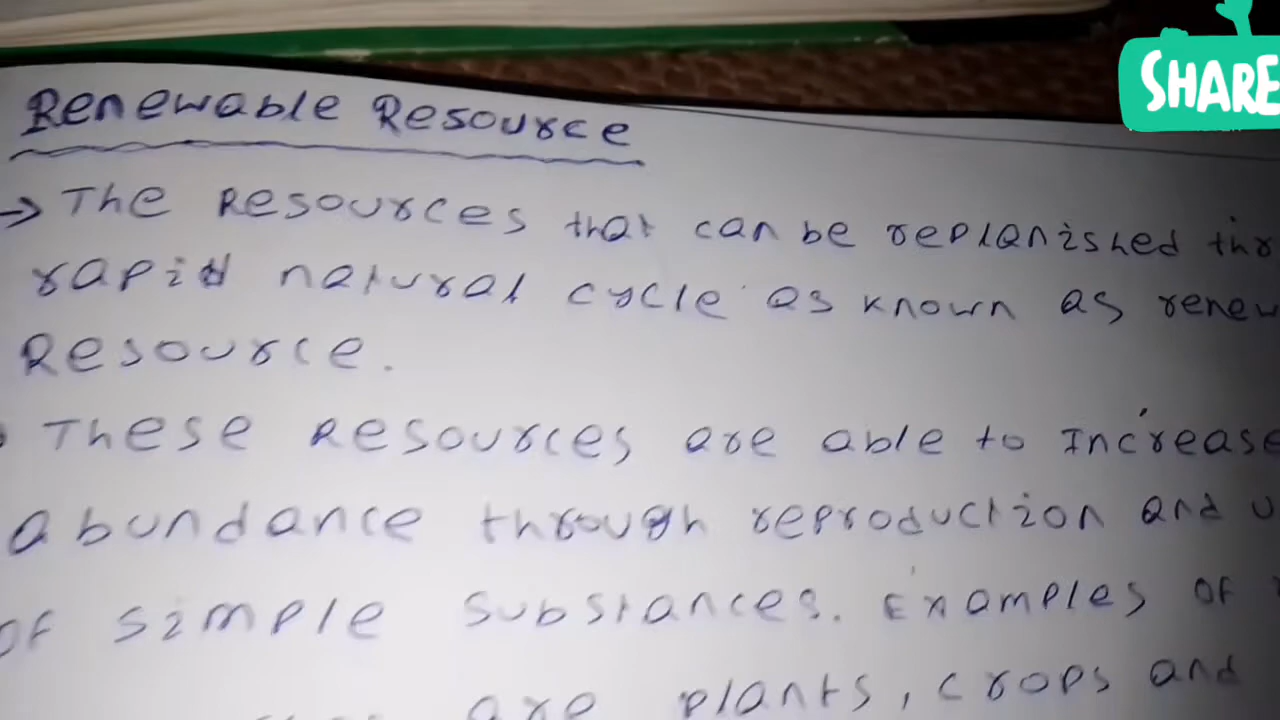 SHARE
Renewable Resource
→ The Resources that can be replanished thr
rapid natural cycle as known as renew
Resource.
These Resources are able to Increase
abundance through reproduction and u
of simple substances. Examples of
are plants, crops and